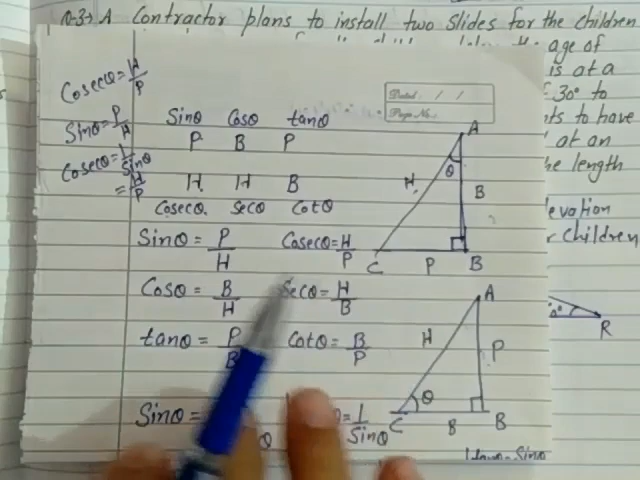 Q-3→ A Contractor plans to install two slides for the children
age of
is at a
30° to
to have
at an
length
elevation
children
Dated / /
Page No.
Cosecθ = H/P
Sinθ = P/H
Cosecθ = 1/Sinθ
= H/P
Sinθ Cosθ tanθ
P B P
H. H B
Cosecθ. Secθ Cotθ
Sinθ = P/H Cosecθ = H/P
Cosθ = B/H Secθ = H/B
tanθ = P/B Cotθ = B/P
Sinθ = = 1/Sinθ
A
θ
H.
B
C P B
A
H P
θ
C B B
R